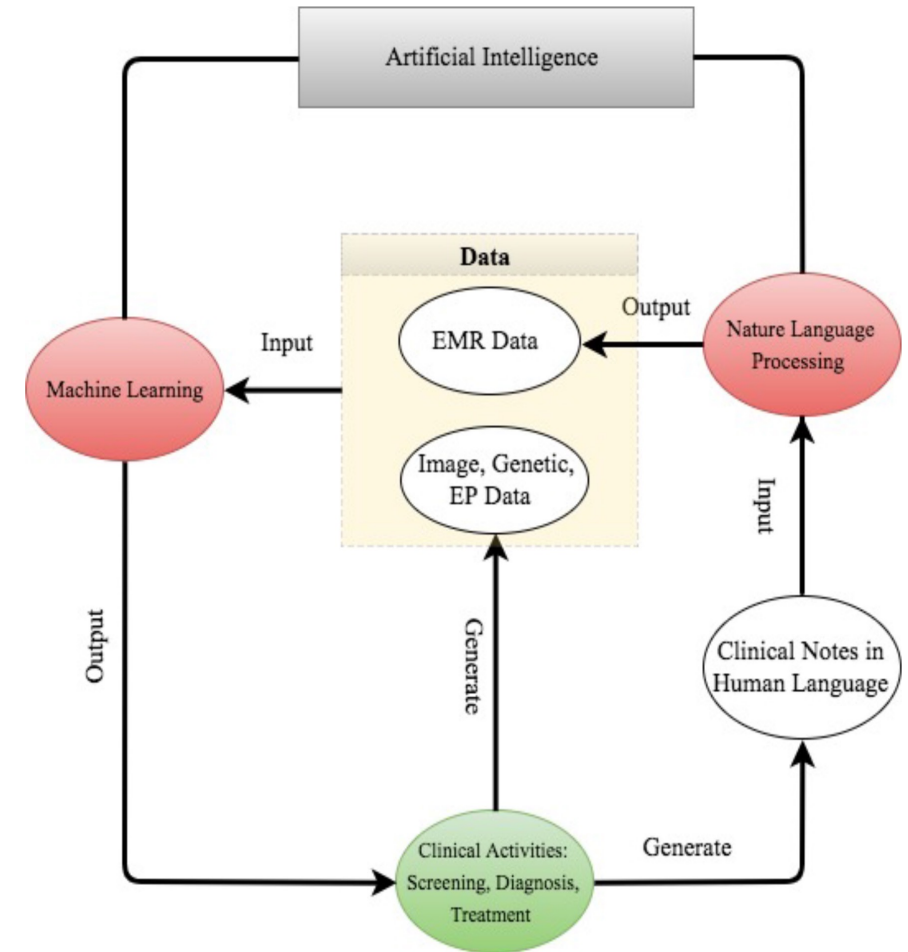 Artificial Intelligence
Data
Input
Output
EMR Data
Nature Language
Processing
Machine Learning
Image, Genetic,
EP Data
Input
Output
Generate
Clinical Notes in
Human Language
Clinical Activities:
Screening, Diagnosis,
Treatment
Generate